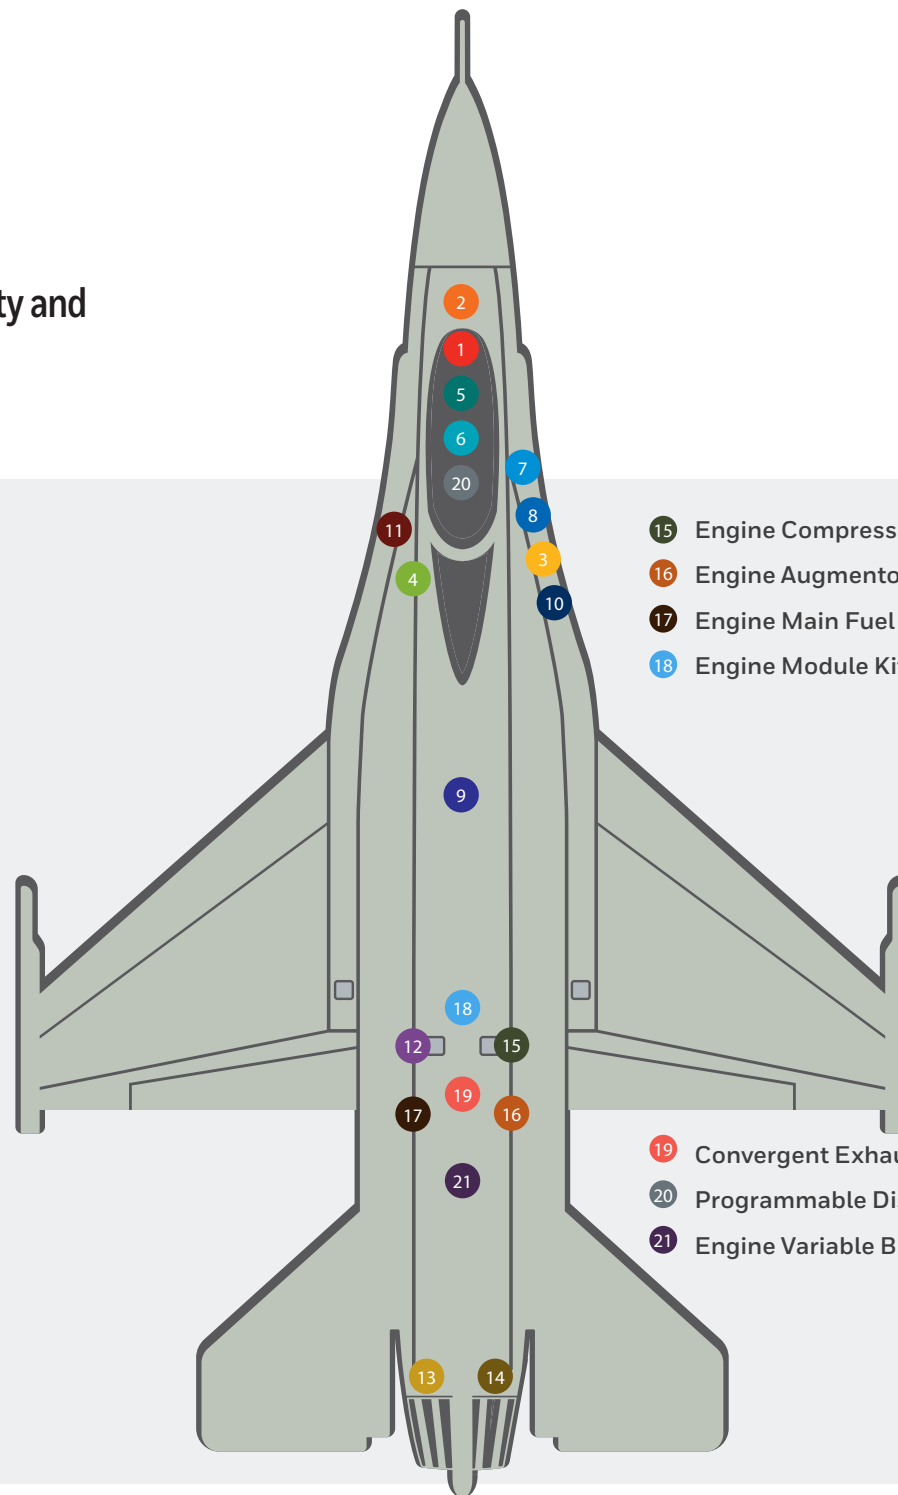 ty and
2
1
5
6
20
7
8
3
10
11
4
15 Engine Compress
16 Engine Augmento
17 Engine Main Fuel
18 Engine Module Ki
9
18
12
15
19
17
16
21
19 Convergent Exhau
20 Programmable Di
21 Engine Variable B
13
14